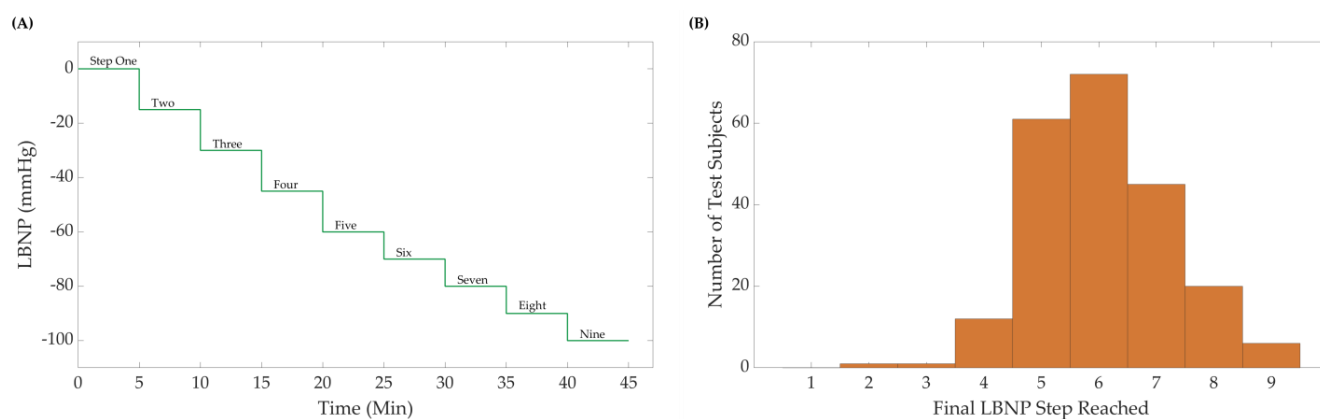 (A)
LBNP (mmHg)
0
-20
-40
-60
-80
-100
Step One
Two
Three
Four
Five
Six
Seven
Eight
Nine
0 5 10 15 20 25 30 35 40 45
Time (Min)
(B)
Number of Test Subjects
80
60
40
20
0
1 2 3 4 5 6 7 8 9
Final LBNP Step Reached